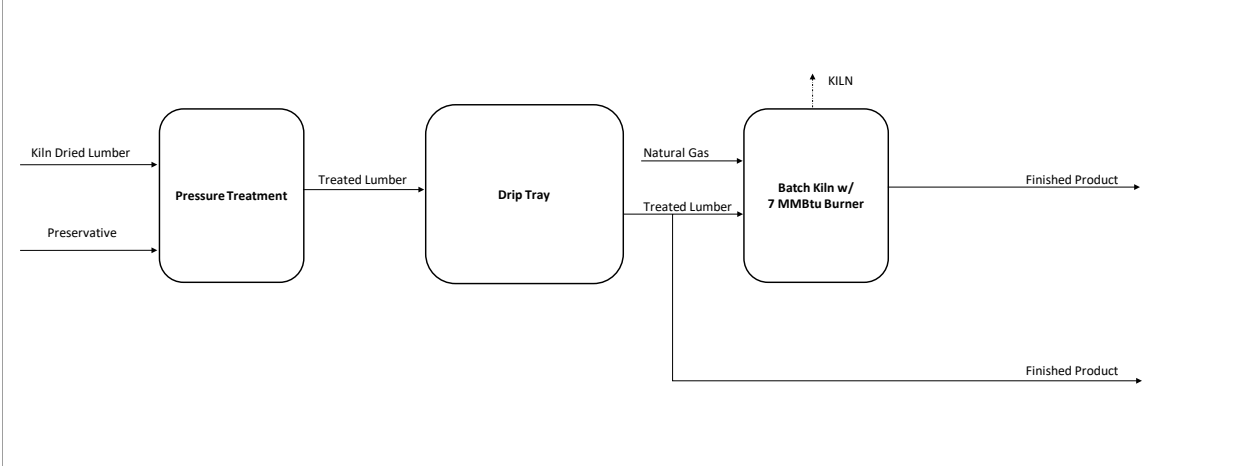 KILN
Kiln Dried Lumber
Preservative
Pressure Treatment
Treated Lumber
Drip Tray
Natural Gas
Treated Lumber
Batch Kiln w/
7 MMBtu Burner
Finished Product
Finished Product